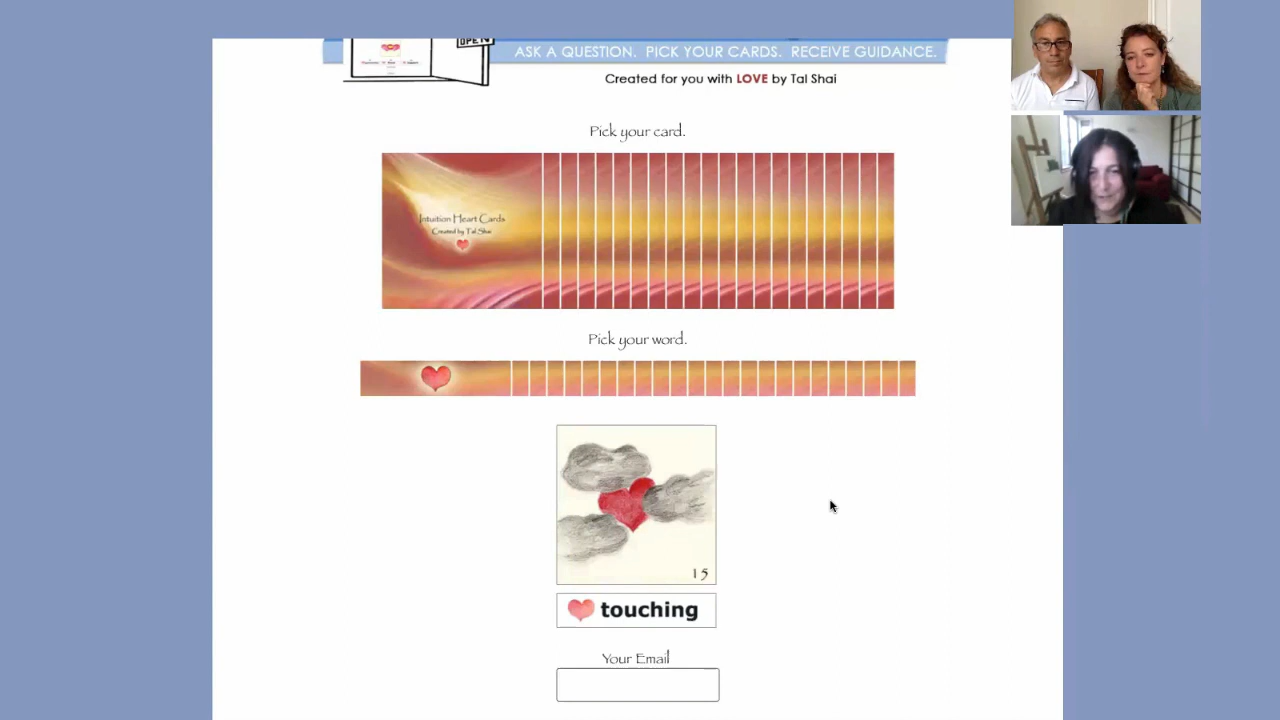 OPEN
ASK A QUESTION. PICK YOUR CARDS. RECEIVE GUIDANCE.
Created for you with LOVE by Tal Shai
Pick your card.
Intuition Heart Cards
Created by Tal Shai
Pick your word.
15
touching
Your Email